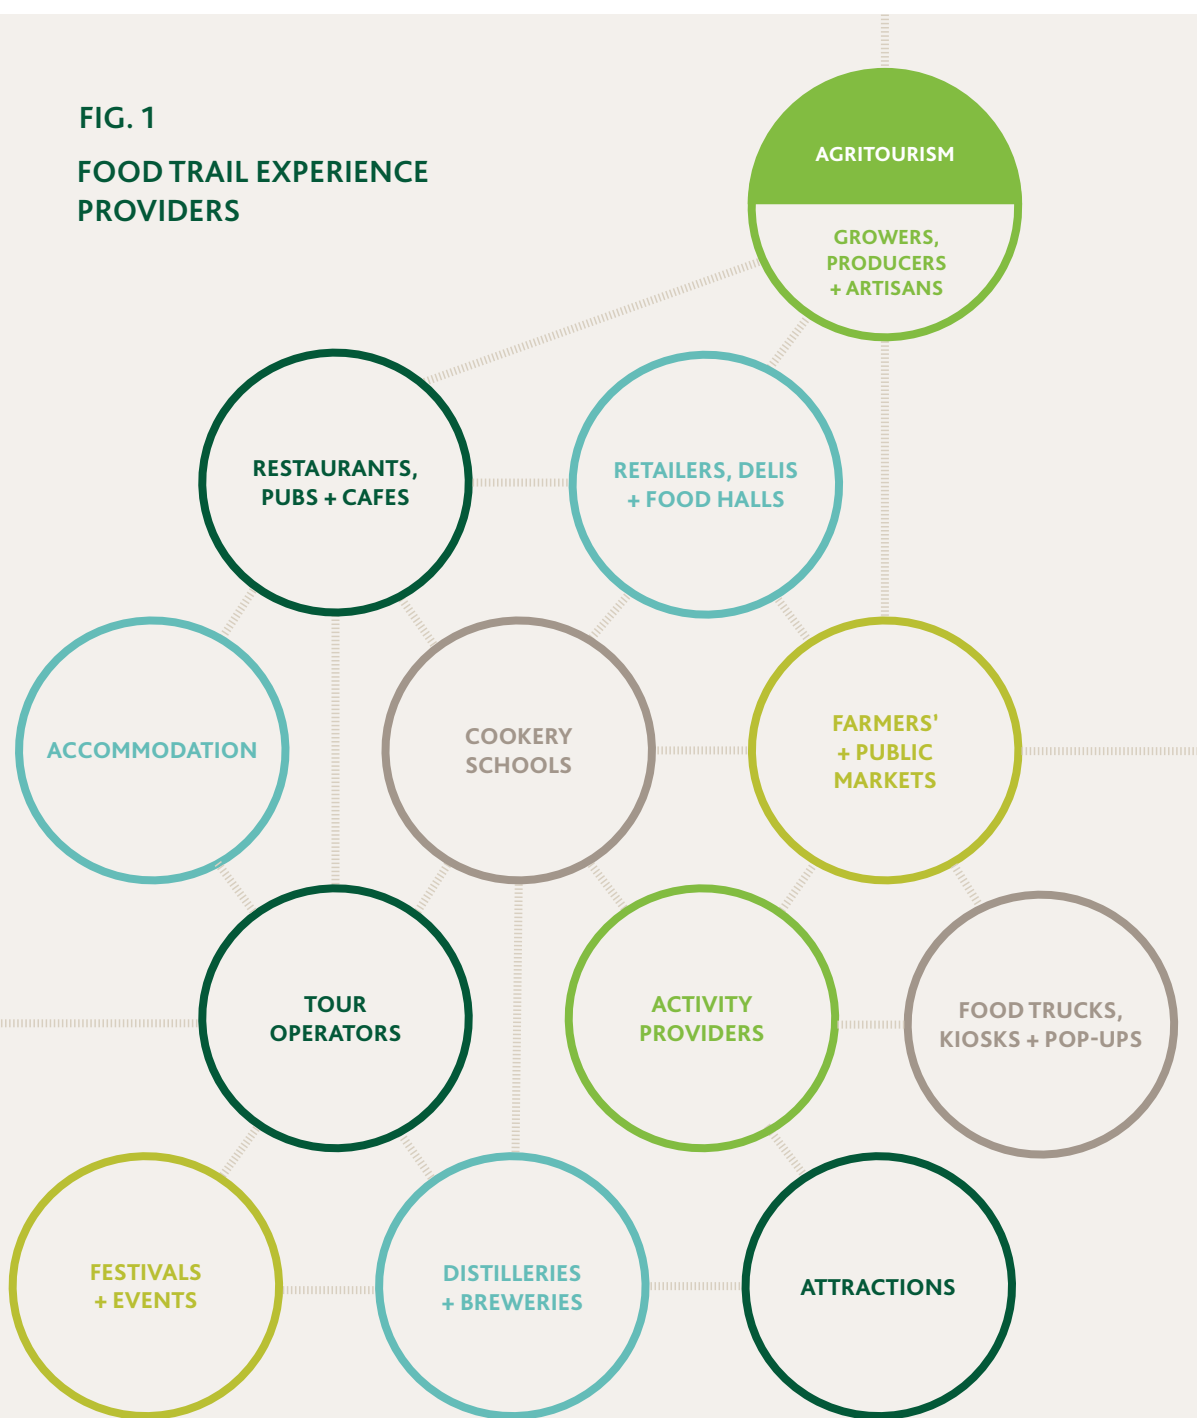 FIG. 1
FOOD TRAIL EXPERIENCE
PROVIDERS
AGRITOURISM
GROWERS,
PRODUCERS
+ ARTISANS
RESTAURANTS,
PUBS + CAFES
RETAILERS, DELIS
+ FOOD HALLS
ACCOMMODATION
COOKERY
SCHOOLS
FARMERS'
+ PUBLIC
MARKETS
TOUR
OPERATORS
ACTIVITY
PROVIDERS
FOOD TRUCKS,
KIOSKS + POP-UPS
FESTIVALS
+ EVENTS
DISTILLERIES
+ BREWERIES
ATTRACTIONS